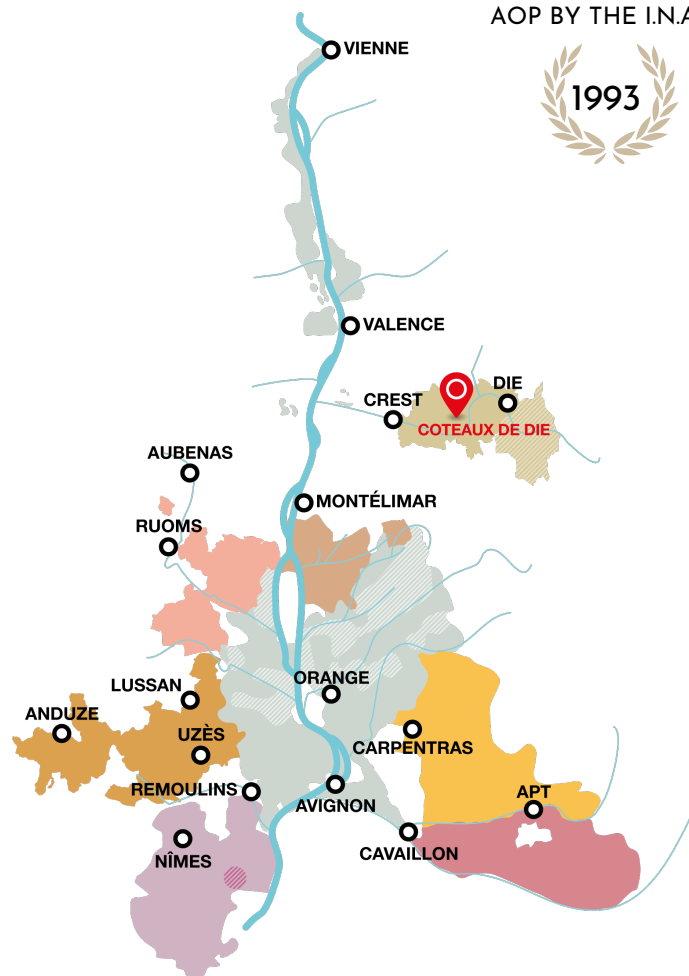 AOP BY THE I.N.A
1993
VIENNE
VALENCE
DIE
CREST
COTEAUX DE DIE
AUBENAS
MONTÉLIMAR
RUOMS
ORANGE
LUSSAN
ANDUZE
UZÈS
CARPENTRAS
REMOULINS
AVIGNON
APT
NÎMES
CAVAILLON